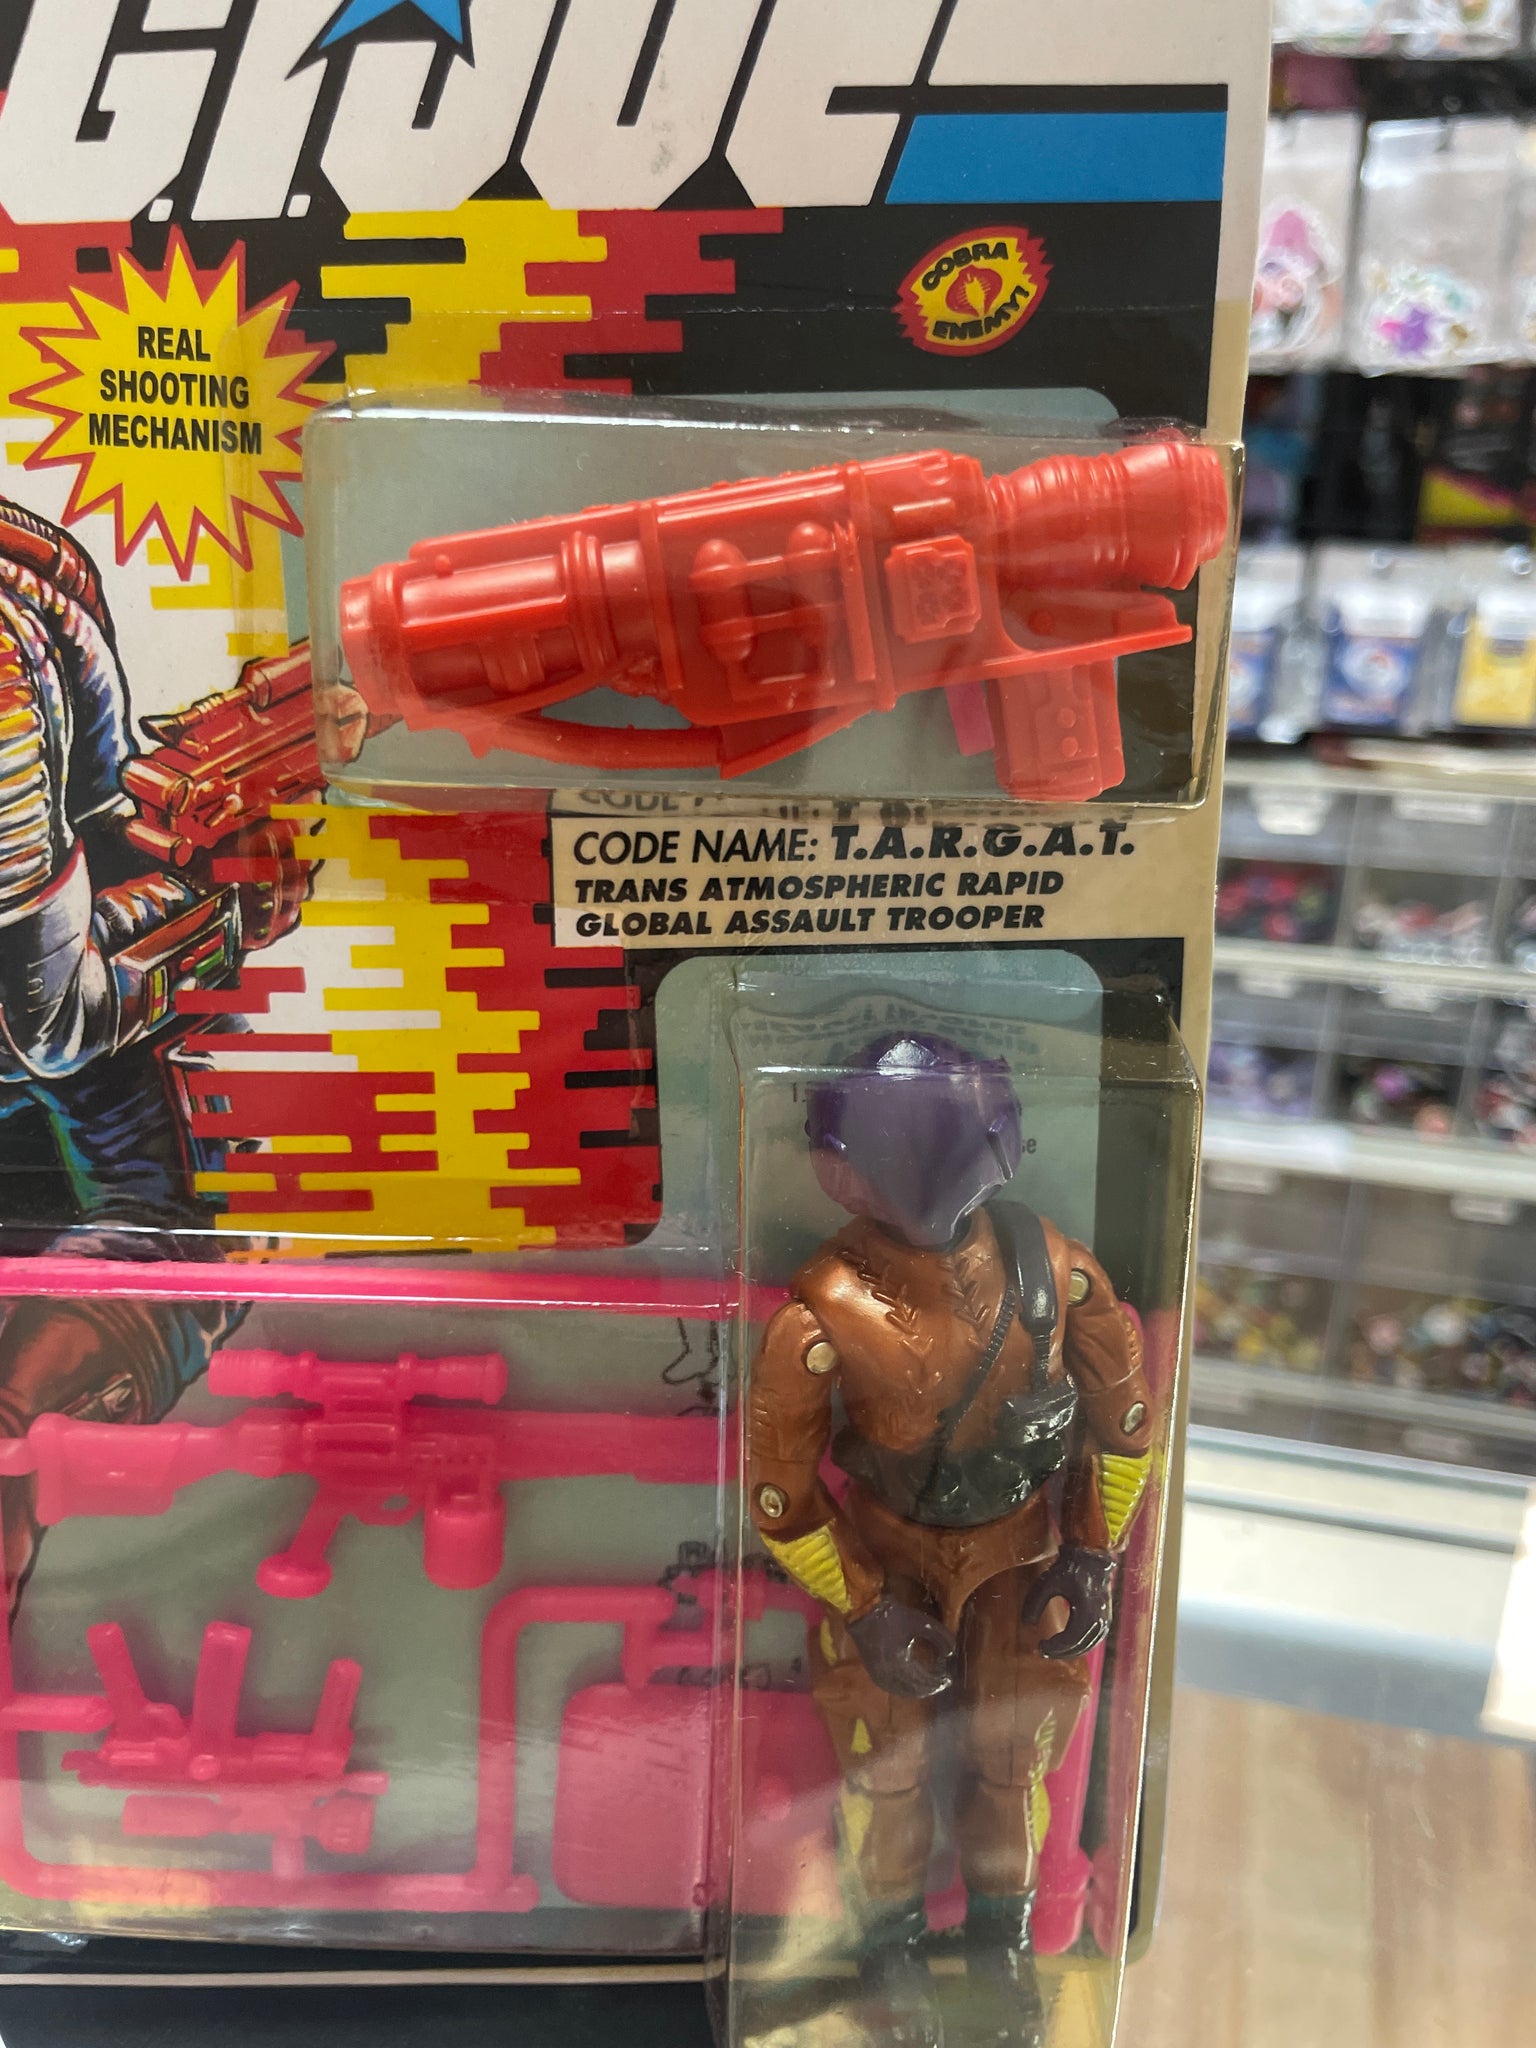 G.I. JOE
COBRA
ENEMY!
REAL
SHOOTING
MECHANISM
CODE NAME: T.A.R.G.A.T.
TRANS ATMOSPHERIC RAPID
GLOBAL ASSAULT TROOPER